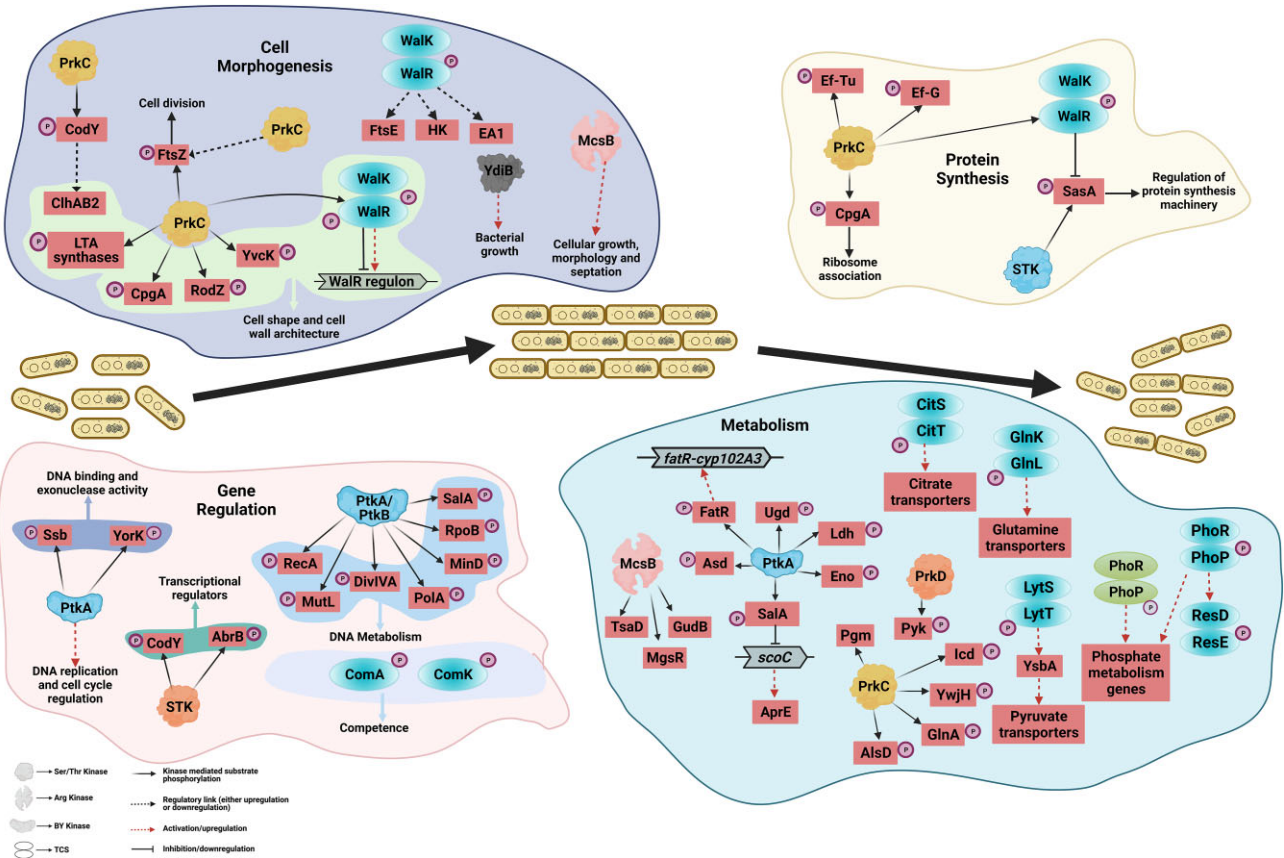 Cell
Morphogenesis
PrkC
P
CodY
ClhAB2
Cell division
P
FtsZ
PrkC
WalK
WalR
P
FtsE
HK
EA1
YdiB
Bacterial
growth
McsB
Cellular growth,
morphology and
septation
PrkC
P
LTA
synthases
P
CpgA
RodZ
P
YvcK
P
WalK
WalR
P
P
WalR regulon
Cell shape and cell
wall architecture
Protein
Synthesis
P
Ef-Tu
P
Ef-G
PrkC
P
CpgA
Ribosome
association
WalK
WalR
P
P
SasA
Regulation of
protein synthesis
machinery
STK
Gene
Regulation
DNA binding and
exonuclease activity
P
Ssb
YorK
P
PtkA
DNA replication
and cell cycle
regulation
Transcriptional
regulators
P
CodY
AbrB
P
STK
PtkA/
PtkB
SalA
P
RpoB
P
MinD
P
PolA
P
P
DivIVA
P
RecA
P
MutL
DNA Metabolism
ComA
P
ComK
P
Competence
Metabolism
fatR-cyp102A3
P
FatR
Ugd
P
Ldh
P
P
Asd
PtkA
Eno
P
P
SalA
scoC
AprE
McsB
TsaD
MgsR
GudB
CitS
CitT
P
Citrate
transporters
GlnK
GlnL
P
Glutamine
transporters
PrkD
P
Pyk
Pgm
PrkC
Icd
P
YwjH
P
GlnA
P
AlsD
P
LytS
LytT
P
YsbA
Pyruvate
transporters
PhoR
PhoP
P
Phosphate
metabolism
genes
PhoR
PhoP
P
ResD
ResE
P
Ser/Thr Kinase
Arg Kinase
BY Kinase
TCS
Kinase mediated substrate
phosphorylation
Regulatory link (either upregulation
or downregulation)
Activation/upregulation
Inhibition/downregulation